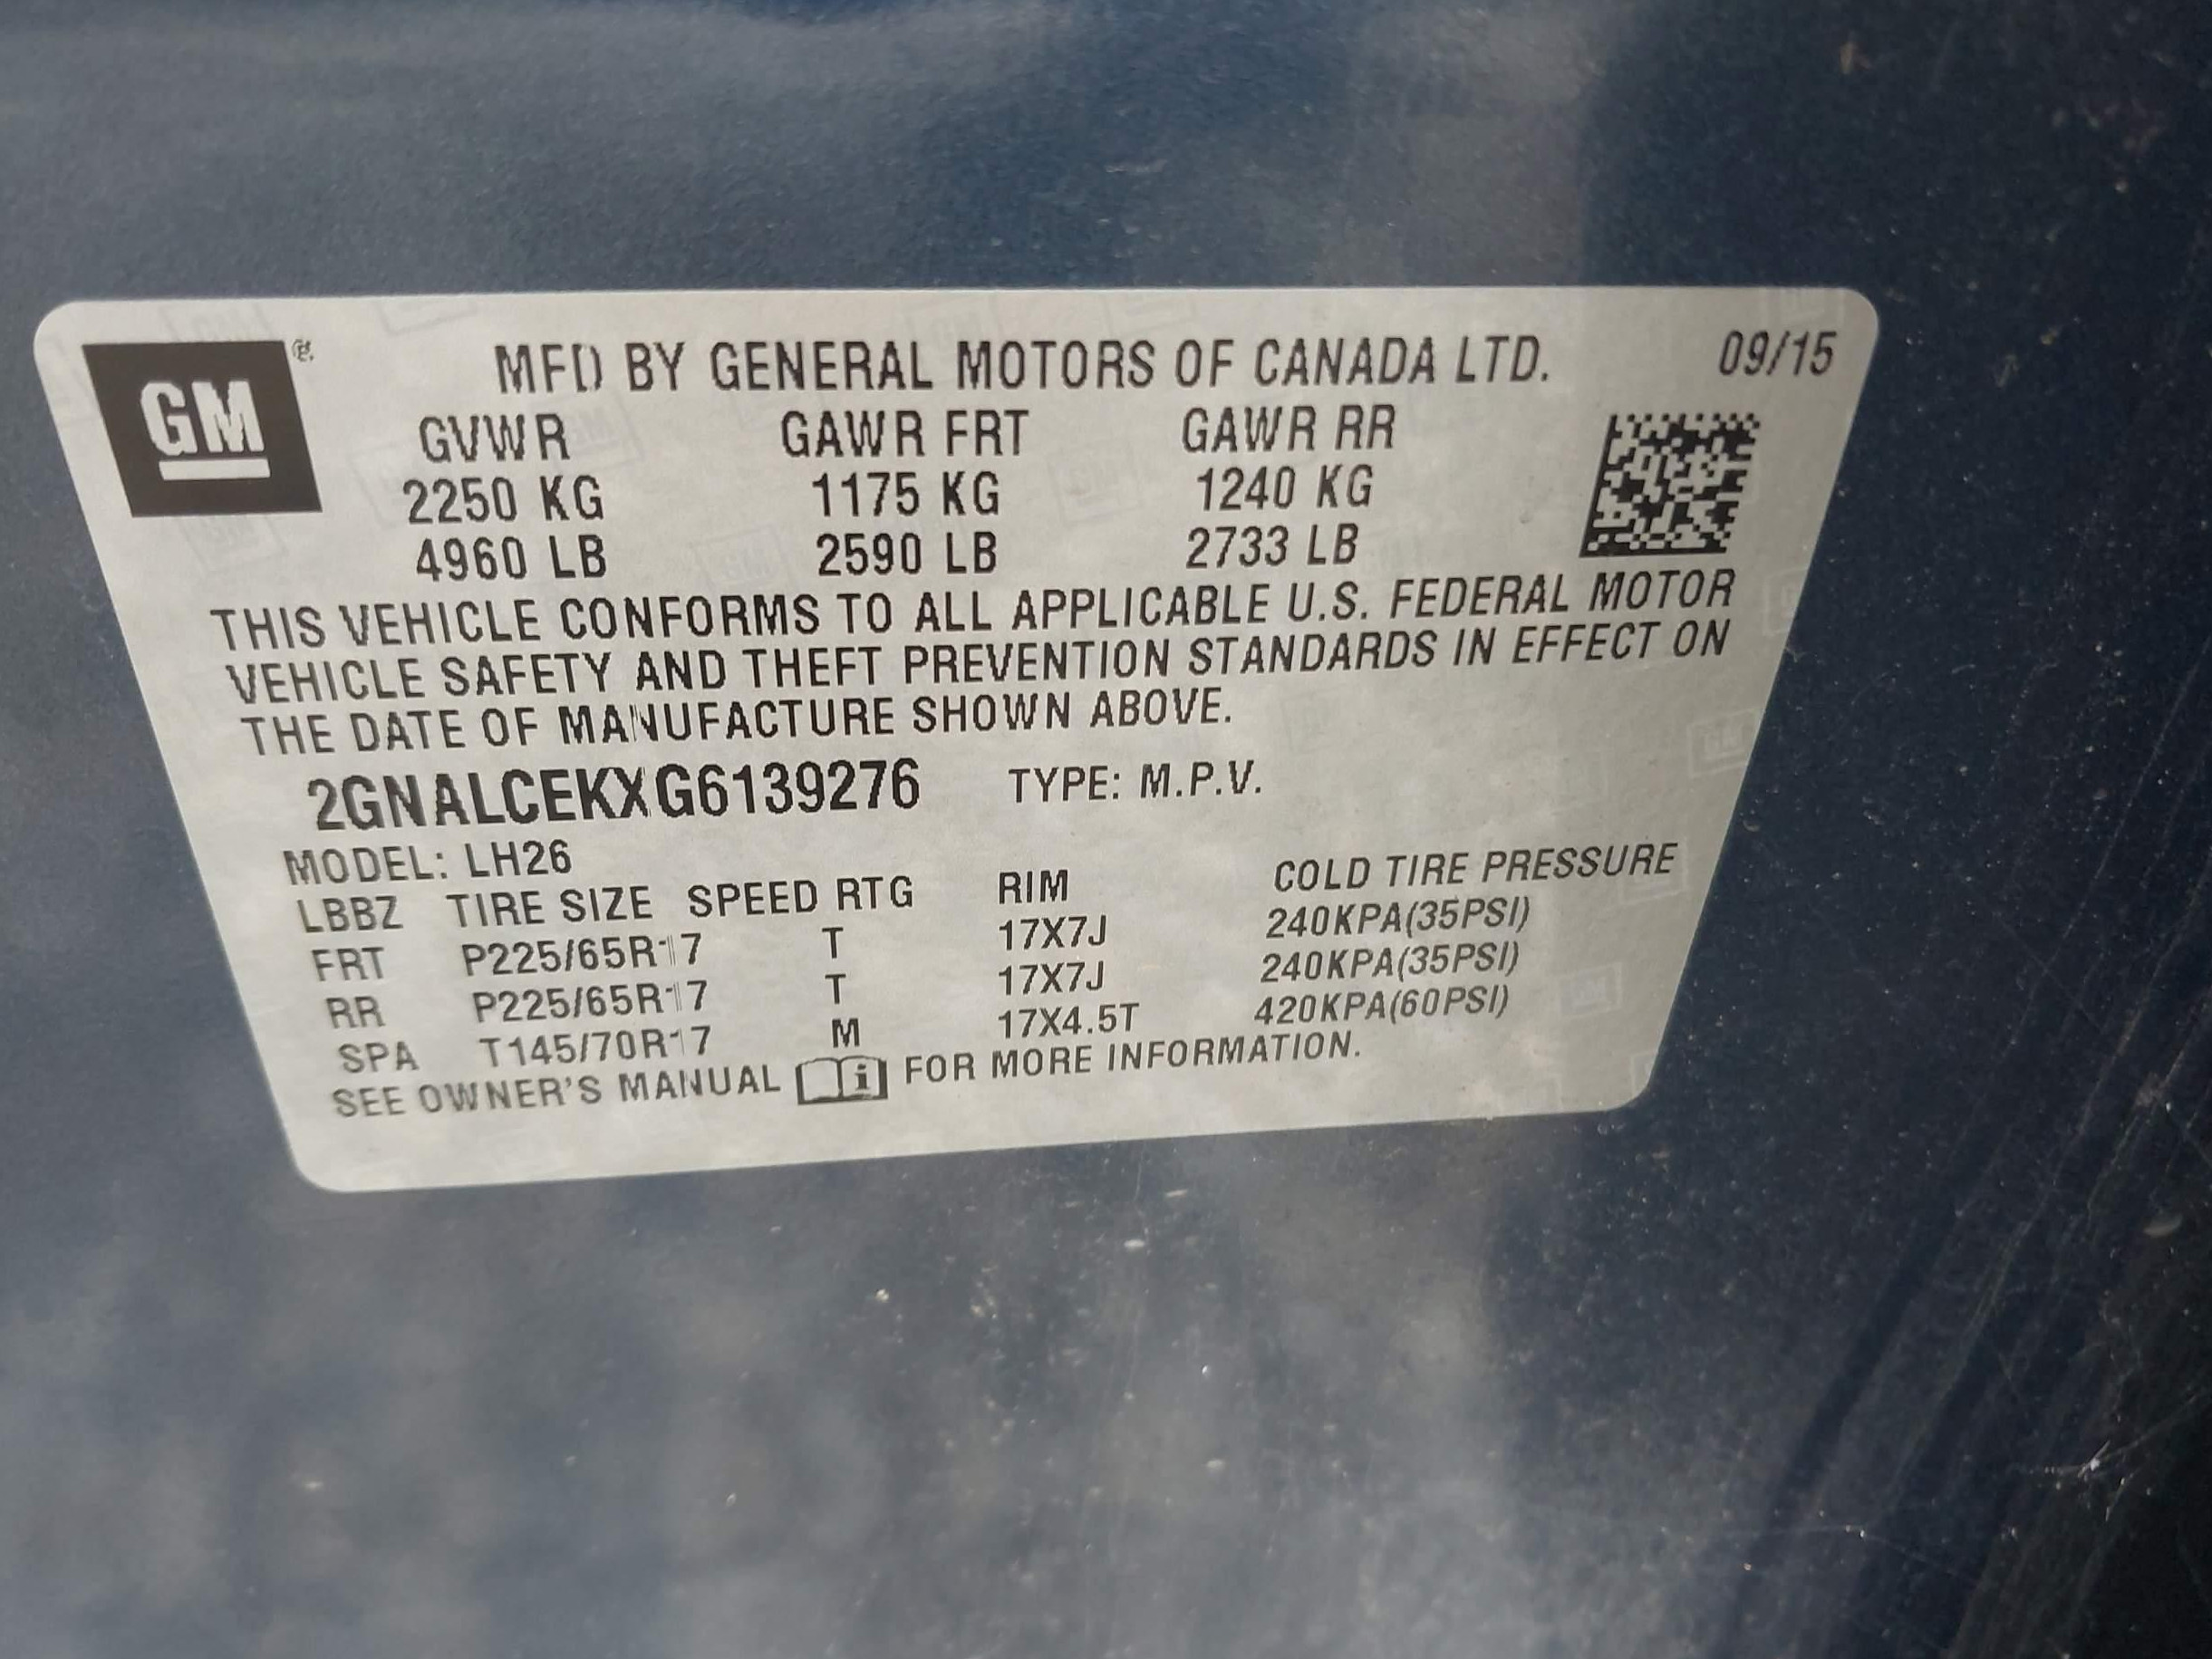 GM ®
MFD BY GENERAL MOTORS OF CANADA LTD. 09/15
GVWR GAWR FRT GAWR RR
2250 KG 1175 KG 1240 KG
4960 LB 2590 LB 2733 LB
THIS VEHICLE CONFORMS TO ALL APPLICABLE U.S. FEDERAL MOTOR
VEHICLE SAFETY AND THEFT PREVENTION STANDARDS IN EFFECT ON
THE DATE OF MANUFACTURE SHOWN ABOVE.
2GNALCEKXG6139276 TYPE: M.P.V.
MODEL: LH26
LBBZ TIRE SIZE SPEED RTG RIM COLD TIRE PRESSURE
FRT P225/65R17 T 17X7J 240KPA(35PSI)
RR P225/65R17 T 17X7J 240KPA(35PSI)
SPA T145/70R17 M 17X4.5T 420KPA(60PSI)
SEE OWNER'S MANUAL i FOR MORE INFORMATION.